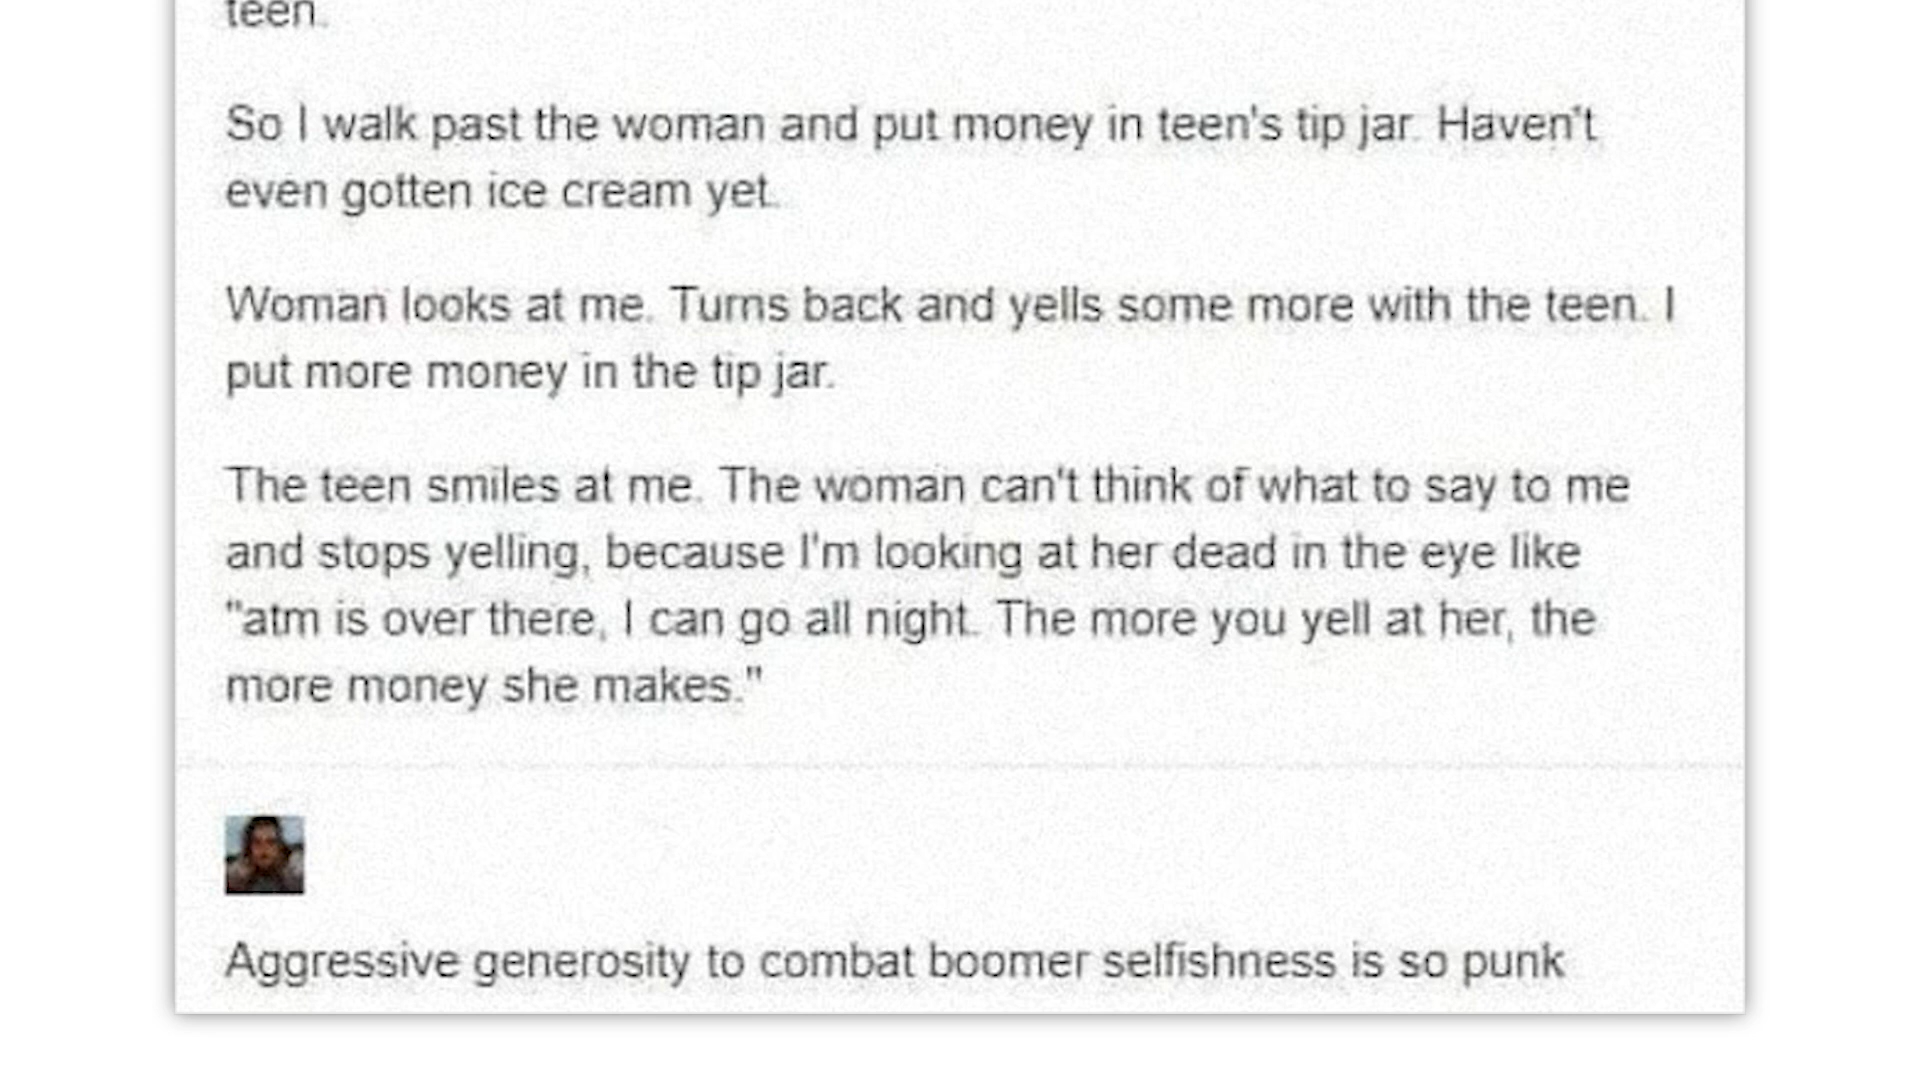 teen.
So I walk past the woman and put money in teen's tip jar. Haven't
even gotten ice cream yet.
Woman looks at me. Turns back and yells some more with the teen. I
put more money in the tip jar.
The teen smiles at me. The woman can't think of what to say to me
and stops yelling, because I'm looking at her dead in the eye like
"atm is over there, I can go all night. The more you yell at her, the
more money she makes."
Aggressive generosity to combat boomer selfishness is so punk